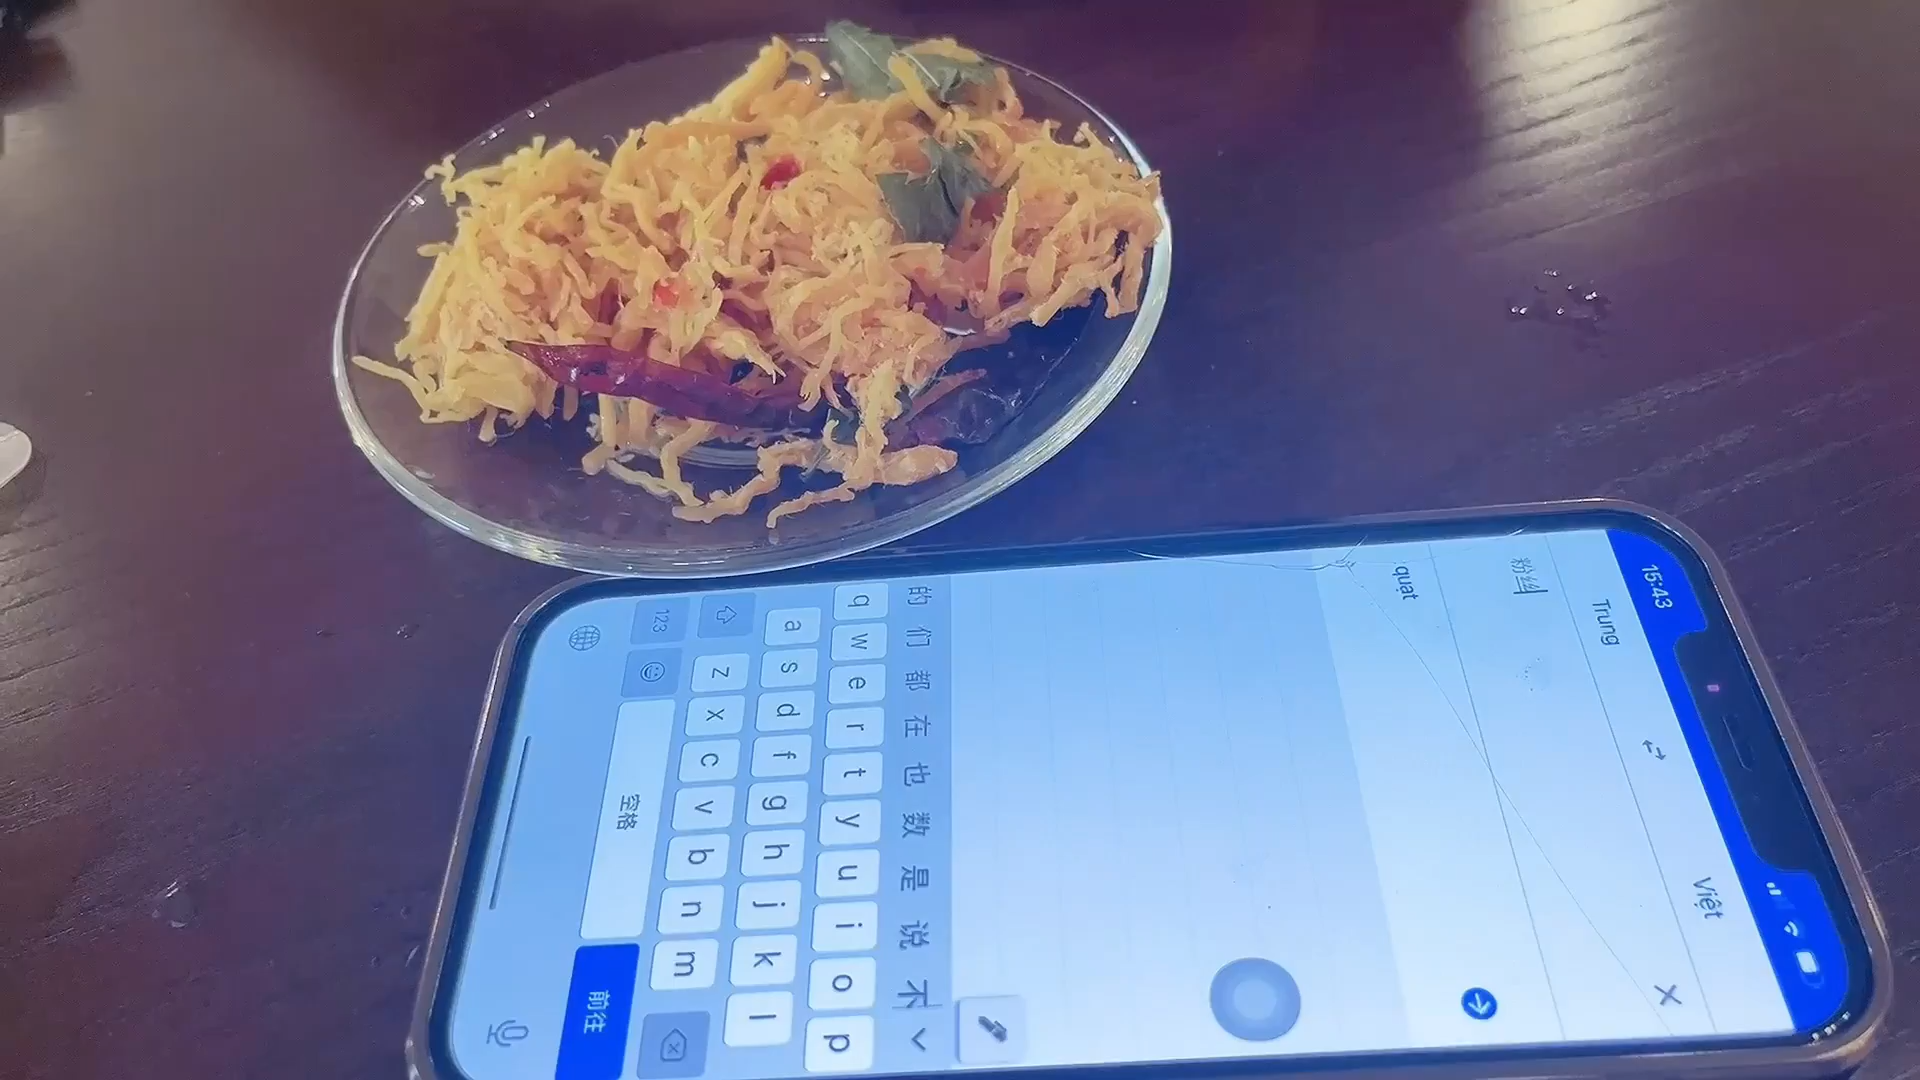 15:43
Trung Việt
粉丝
quạt
的 们 都 在 也 数 是 说 不
q w e r t y u i o p
a s d f g h j k l
z x c v b n m
123 空格 前往